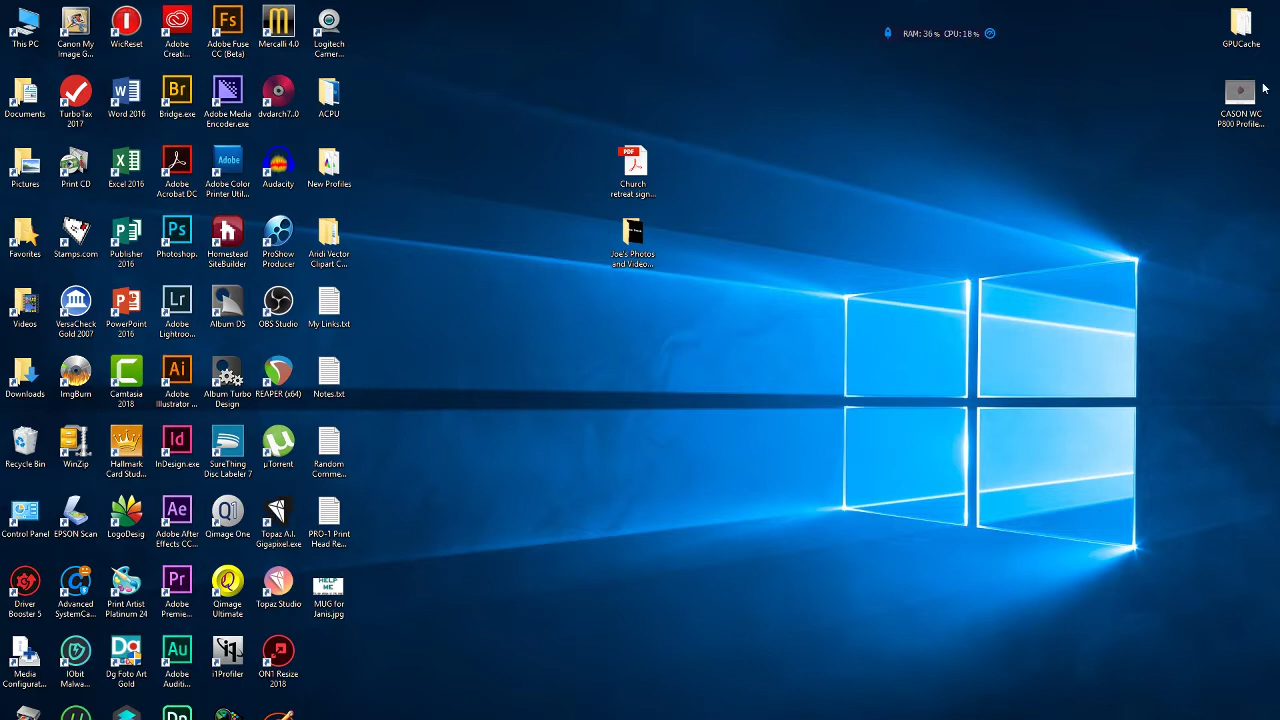 This PC
Canon My
Image G...
WicReset
Adobe
Creati...
Adobe Fuse
CC (Beta)
Mercalli 4.0
Logitech
Camer...
RAM: 36% CPU: 18%
GPUCache
Documents
TurboTax
2017
Word 2016
Bridge.exe
Adobe Media
Encoder.exe
dvdarch7..0
ACPU
CASON WC
P800 Profile...
Pictures
Print CD
Excel 2016
Adobe
Acrobat DC
Adobe Color
Printer Util...
Audacity
New Profiles
PDF
Church
retreat sign...
Favorites
Stamps.com
Publisher
2016
Photoshop.
Homestead
SiteBuilder
ProShow
Producer
Andi Vector
Clipart C...
Joe's Photos
and Video...
Videos
VersaCheck
Gold 2007
PowerPoint
2016
Adobe
Lightroo...
Album DS
OBS Studio
My Links.txt
Downloads
ImgBurn
Camtasia
2018
Adobe
Illustrator ...
Album Turbo
Design
REAPER (x64)
Notes.txt
Recycle Bin
WinZip
Hallmark
Card Stud...
InDesign.exe
SureThing
Disc Labeler 7
µTorrent
Random
Comme...
Control Panel
EPSON Scan
LogoDesig
Adobe After
Effects CC...
Qimage One
Topaz A.I.
Gigapixel.exe
PRO-1 Print
Head Re...
Driver
Booster 5
Advanced
SystemCa...
Print Artist
Platinum 24
Adobe
Premie...
Qimage
Ultimate
Topaz Studio
HELP
ME
MUG for
Janis.jpg
Media
Configurat...
IObit
Malwa...
Dg Foto Art
Gold
Adobe
Auditi...
i1Profiler
ON1 Resize
2018